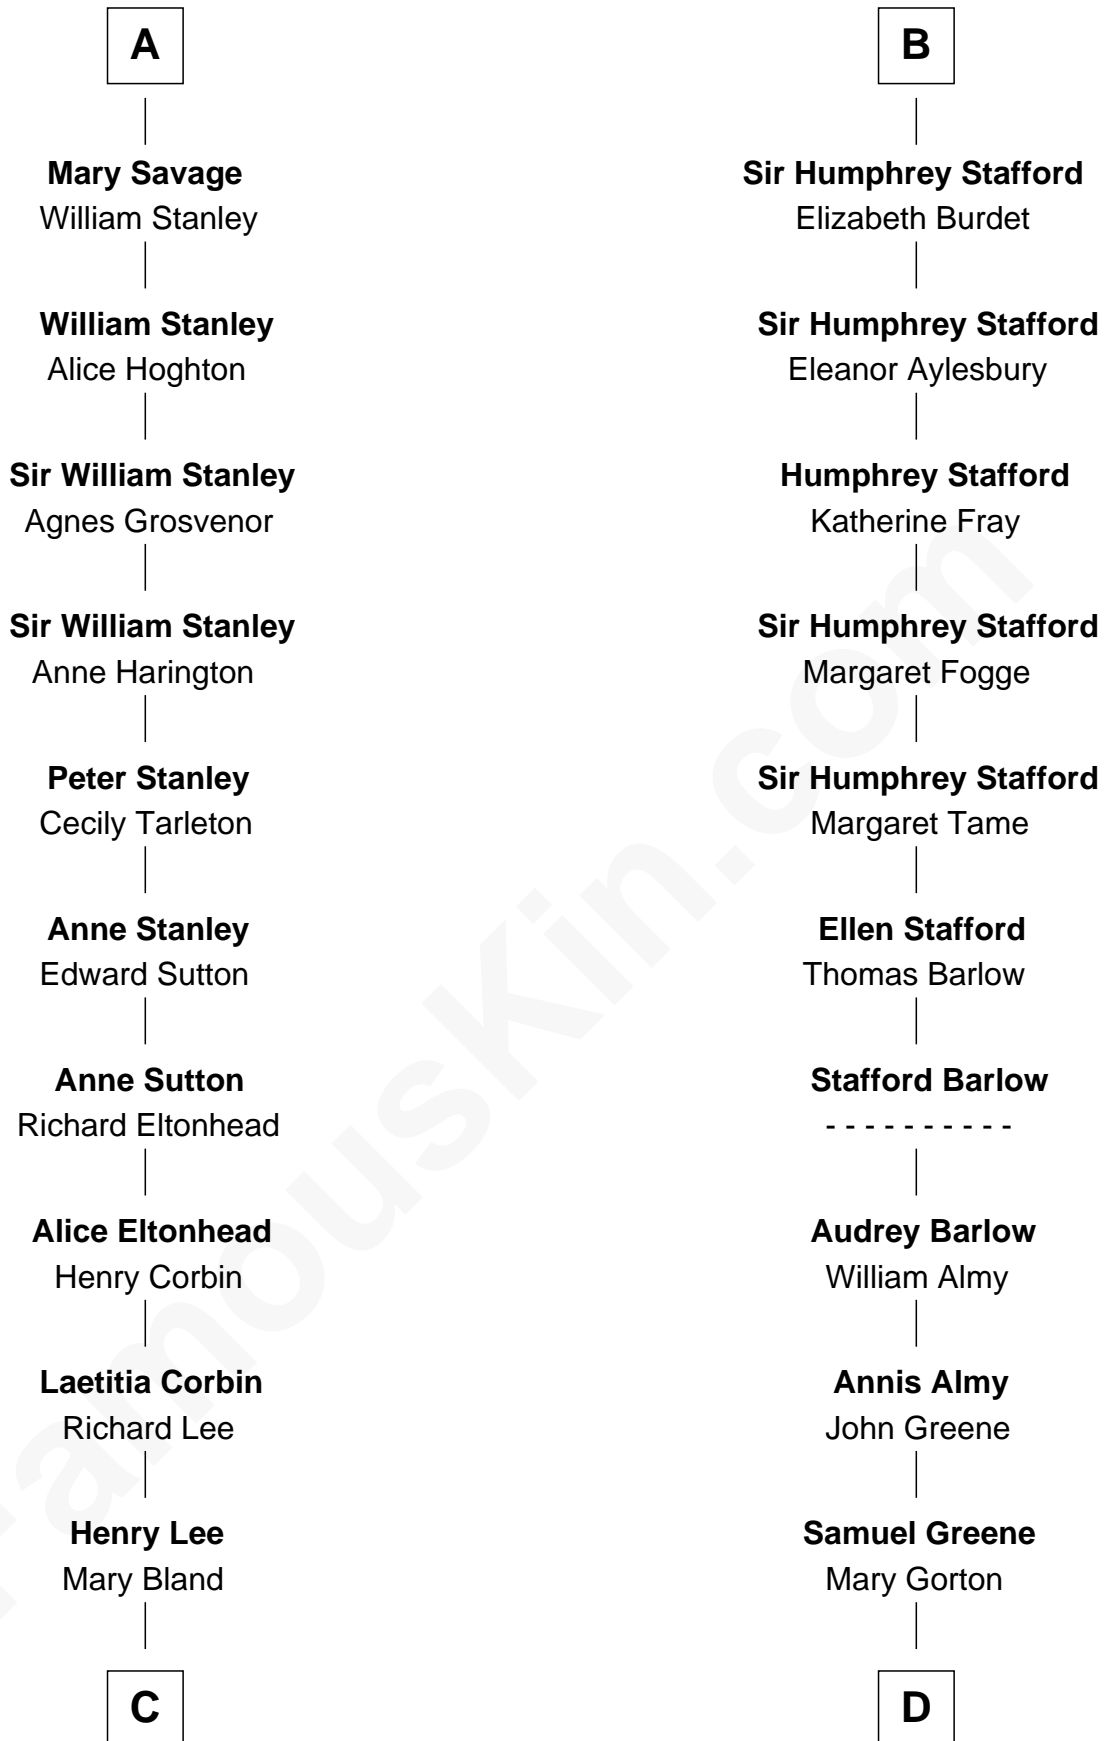 A
Mary Savage
William Stanley
William Stanley
Alice Hoghton
Sir William Stanley
Agnes Grosvenor
Sir William Stanley
Anne Harington
Peter Stanley
Cecily Tarleton
Anne Stanley
Edward Sutton
Anne Sutton
Richard Eltonhead
Alice Eltonhead
Henry Corbin
Laetitia Corbin
Richard Lee
Henry Lee
Mary Bland
C
B
Sir Humphrey Stafford
Elizabeth Burdet
Sir Humphrey Stafford
Eleanor Aylesbury
Humphrey Stafford
Katherine Fray
Sir Humphrey Stafford
Margaret Fogge
Sir Humphrey Stafford
Margaret Tame
Ellen Stafford
Thomas Barlow
Stafford Barlow
- - - - - - - - - -
Audrey Barlow
William Almy
Annis Almy
John Greene
Samuel Greene
Mary Gorton
D
FamousKin.com